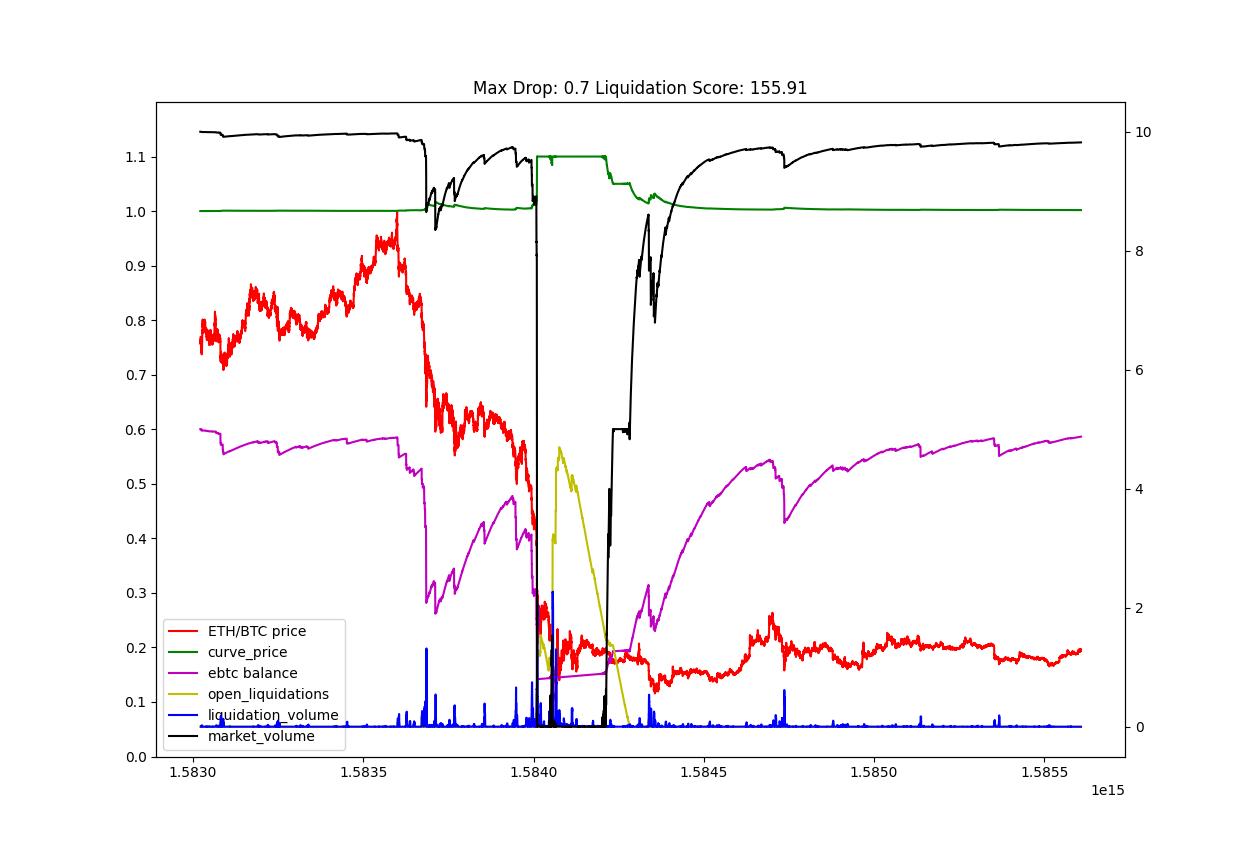 Max Drop: 0.7 Liquidation Score: 155.91
1.1
1.0
0.9
0.8
0.7
0.6
0.5
0.4
0.3
0.2
0.1
0.0
10
8
6
4
2
0
ETH/BTC price
curve_price
ebtc balance
open_liquidations
liquidation_volume
market_volume
1.5830 1.5835 1.5840 1.5845 1.5850 1.5855
1e15